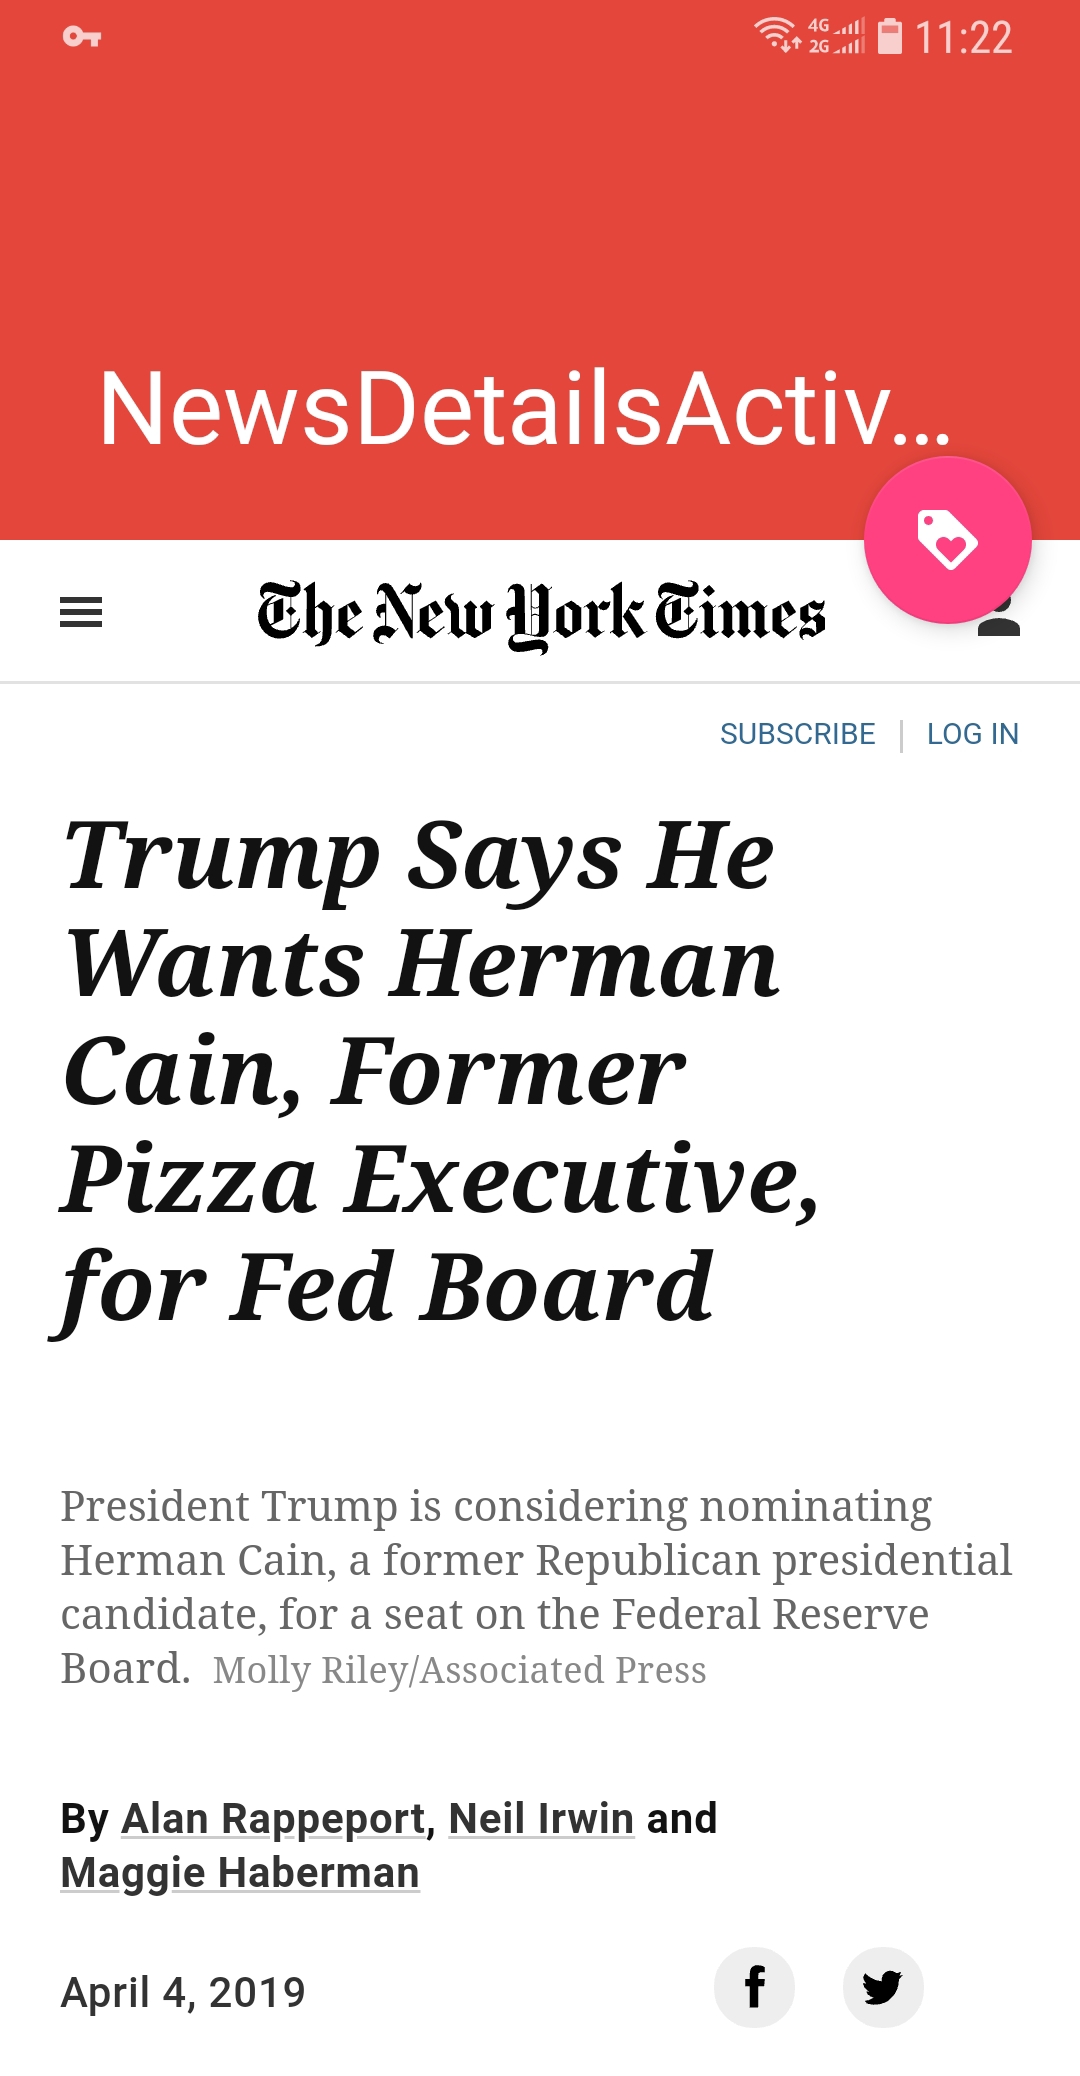 4G
2G
11:22
NewsDetailsActiv...
The New York Times
SUBSCRIBE | LOG IN
Trump Says He
Wants Herman
Cain, Former
Pizza Executive,
for Fed Board
President Trump is considering nominating
Herman Cain, a former Republican presidential
candidate, for a seat on the Federal Reserve
Board. Molly Riley/Associated Press
By Alan Rappeport, Neil Irwin and
Maggie Haberman
April 4, 2019